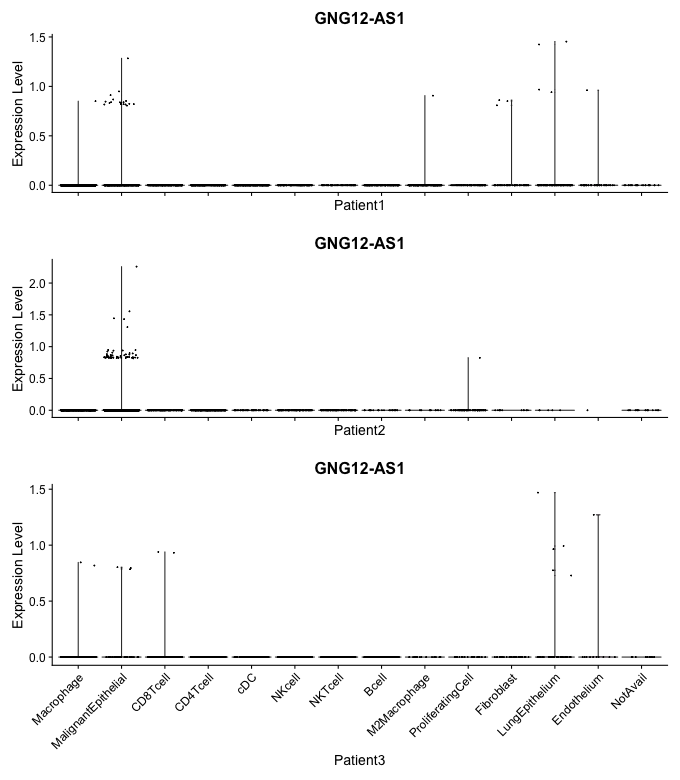 GNG12-AS1
Expression Level
1.5
1.0
0.5
0.0
Patient1
GNG12-AS1
Expression Level
2.0
1.5
1.0
0.5
0.0
Patient2
GNG12-AS1
Expression Level
1.5
1.0
0.5
0.0
Macrophage
MalignantEpithelial
CD8Tcell
CD4Tcell
cDC
NKcell
NKTcell
Bcell
M2Macrophage
ProliferatingCell
Fibroblast
LungEpithelium
Endothelium
NotAvail
Patient3